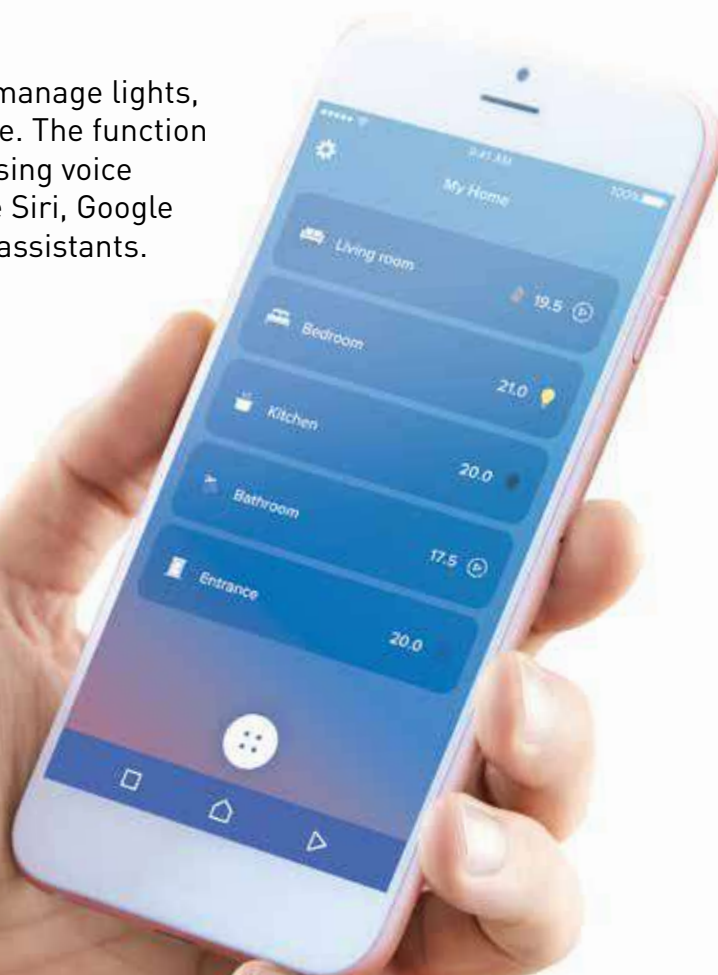 manage lights,
e. The function
sing voice
e Siri, Google
assistants.
9:41 AM
100%
My Home
Living room
19.5
Bedroom
21.0
Kitchen
20.0
Bathroom
17.5
Entrance
20.0